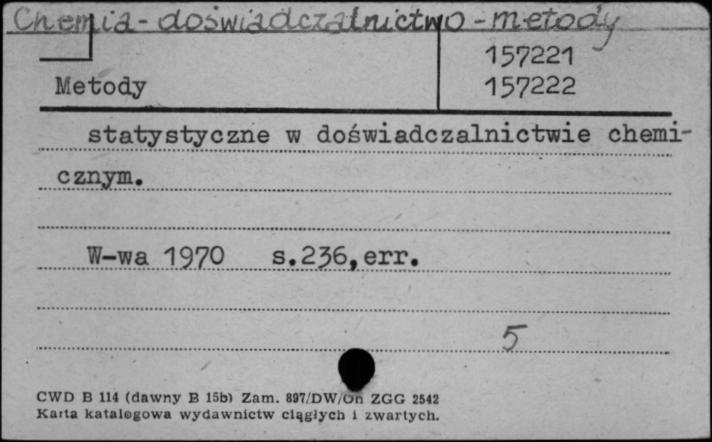 Chemia - doświadczalnictwo - metody
157221
Metody 157222
statystyczne w doświadczalnictwie chemi-
cznym.
W-wa 1970 s.236,err.
5
CWD B 114 (dawny B 15b) Zam. 897/DW/On ZGG 2542
Karta katalogowa wydawnictw ciągłych i zwartych.